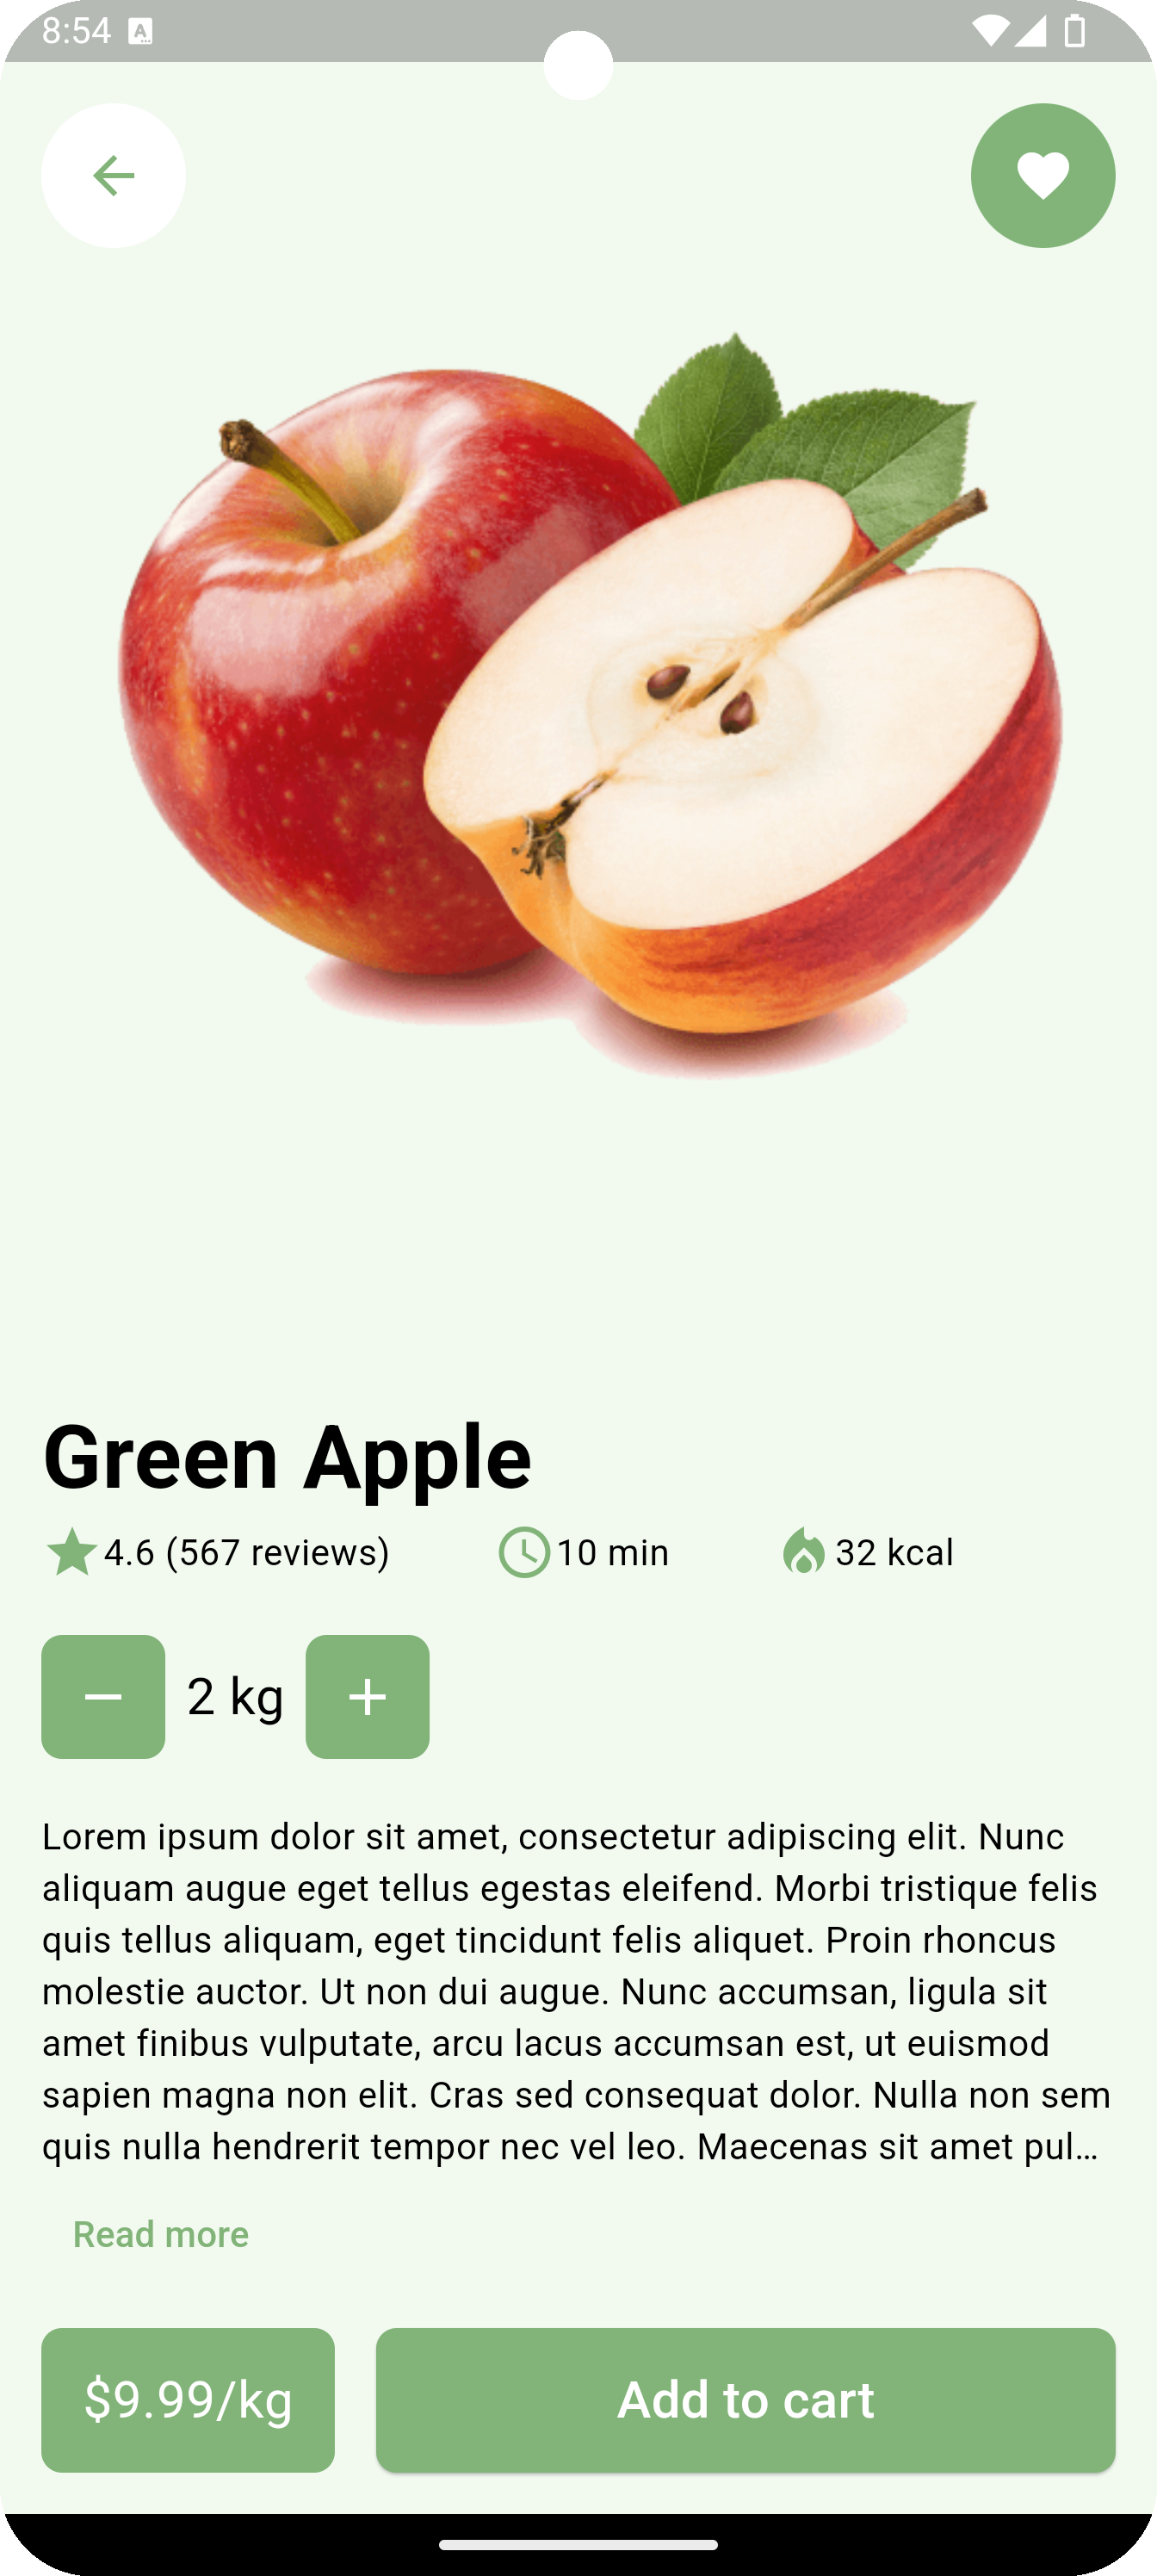 8:54
Green Apple
4.6 (567 reviews) 10 min 32 kcal
2 kg
Lorem ipsum dolor sit amet, consectetur adipiscing elit. Nunc
aliquam augue eget tellus egestas eleifend. Morbi tristique felis
quis tellus aliquam, eget tincidunt felis aliquet. Proin rhoncus
molestie auctor. Ut non dui augue. Nunc accumsan, ligula sit
amet finibus vulputate, arcu lacus accumsan est, ut euismod
sapien magna non elit. Cras sed consequat dolor. Nulla non sem
quis nulla hendrerit tempor nec vel leo. Maecenas sit amet pul…
Read more
$9.99/kg Add to cart